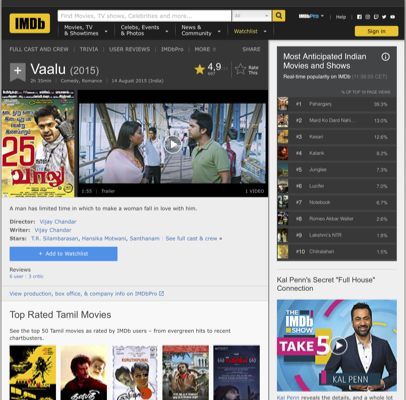 IMDb
Find Movies, TV shows, Celebrities and more...
All
Movies, TV & Showtimes
Celebs, Events & Photos
News & Community
Watchlist
IMDbPro
Help
Sign in
FULL CAST AND CREW | TRIVIA | USER REVIEWS | IMDbPro | MORE
SHARE
Vaalu (2015)
2h 35min | Comedy, Romance | 14 August 2015 (India)
4,9
Rate This
25
1:55 | Trailer
1 VIDEO
A man has limited time in which to make a woman fall in love with him.
Director: Vijay Chandar
Writer: Vijay Chandar
Stars: T.R. Silambarasan, Hansika Motwani, Santhanam | See full cast & crew »
+ Add to Watchlist
Reviews
6 user | 3 critic
View production, box office, & company info on IMDbPro
Top Rated Tamil Movies
See the top 50 Tamil movies as rated by IMDb users – from evergreen hits to recent
chartbusters.
Most Anticipated Indian
Movies and Shows
Real-time popularity on IMDb
% OF TOP 10 PAGE VIEWS
#1 Pahanganj 39.3%
#2 Mard Ko Dard Nahi... 13.0%
#3 Kesari 12.6%
#4 Kalank 8.2%
#5 Junglee 7.3%
#6 Lucifer 7.0%
#7 Notebook 6.7%
#8 Romeo Akbar Walter 2.6%
#9 Lakshmi's NTR 1.8%
#10 1.5%
Kal Penn's Secret "Full House"
Connection
THE
IMDb
SHOW
TAKE 5
KAL PENN
Kal Penn reveals the details, and a whole lot